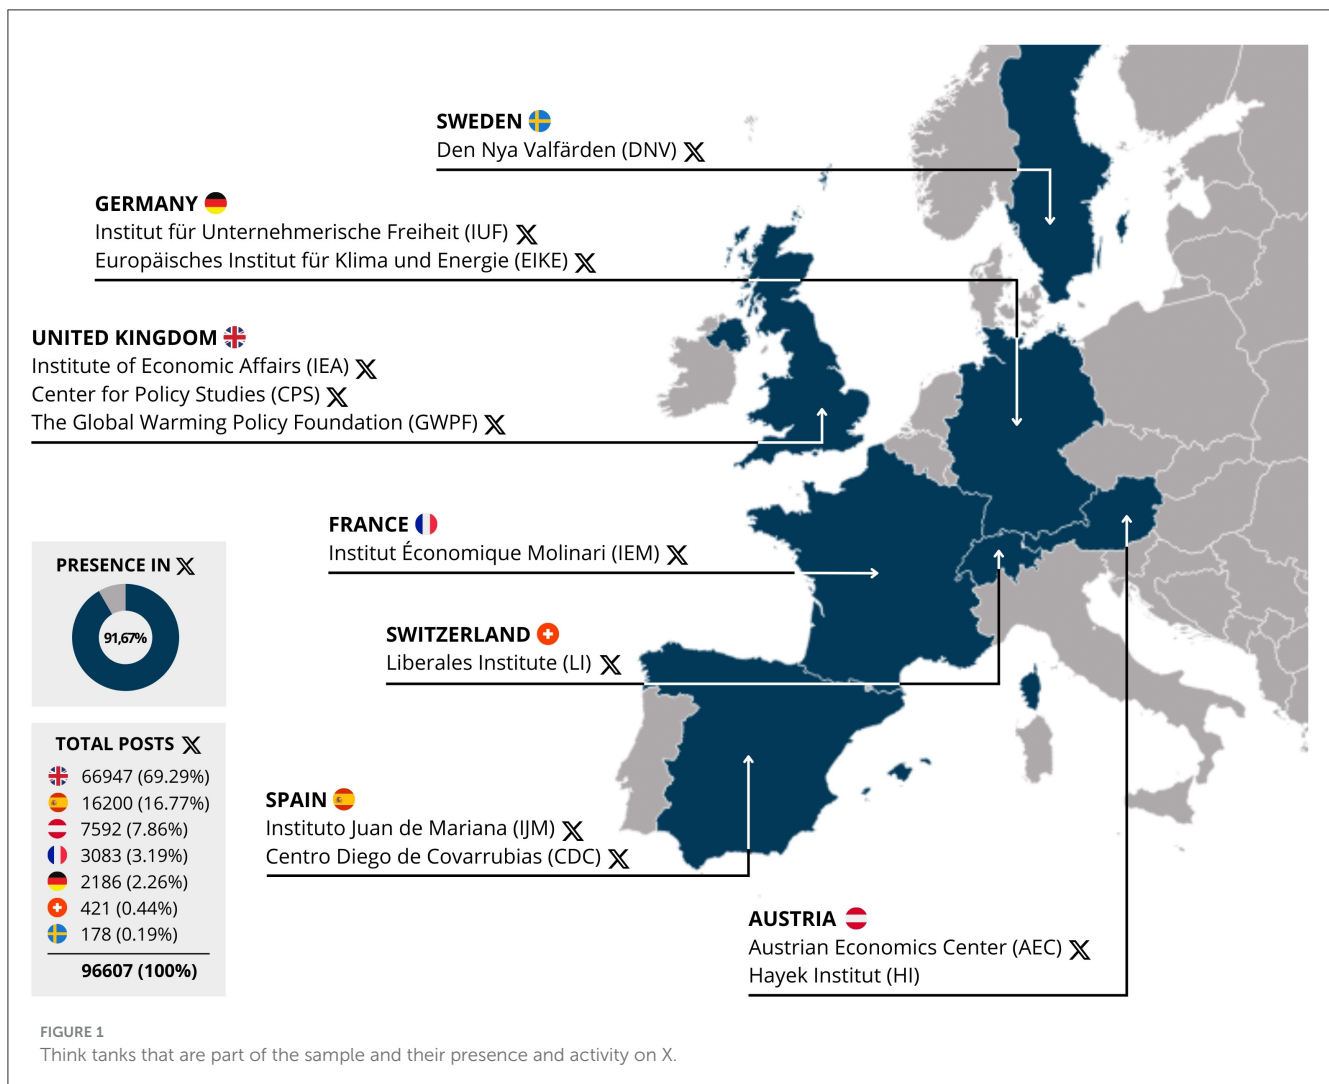 SWEDEN
Den Nya Valfärden (DNV) X
GERMANY
Institut für Unternehmerische Freiheit (IUF) X
Europäisches Institut für Klima und Energie (EIKE) X
UNITED KINGDOM
Institute of Economic Affairs (IEA) X
Center for Policy Studies (CPS) X
The Global Warming Policy Foundation (GWPF) X
FRANCE
Institut Économique Molinari (IEM) X
PRESENCE IN X
91,67%
SWITZERLAND
Liberales Institute (LI) X
TOTAL POSTS X
66947 (69.29%)
16200 (16.77%)
7592 (7.86%)
3083 (3.19%)
2186 (2.26%)
421 (0.44%)
178 (0.19%)
96607 (100%)
SPAIN
Instituto Juan de Mariana (IJM) X
Centro Diego de Covarrubias (CDC) X
AUSTRIA
Austrian Economics Center (AEC) X
Hayek Institut (HI)
FIGURE 1
Think tanks that are part of the sample and their presence and activity on X.